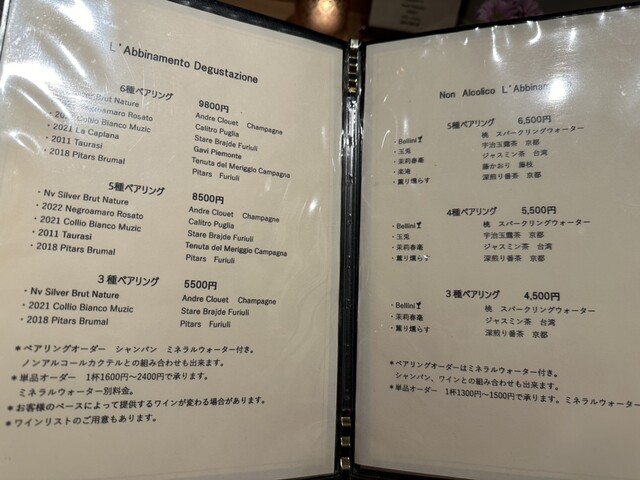 L'Abbinamento Degustazione
6種ペアリング 9800円
Brut Nature Andre Clouet Champagne
Negroamaro Rosato Calitro Puglia
Collio Bianco Muzic Stare Brajde Furiuli
・2021 La Caplana Gavi Piemonte
・2011 Taurasi Tenuta del Meriggio Campagna
・2018 Pitars Brumal Pitars Furiuli
5種ペアリング 8500円
・Nv Silver Brut Nature Andre Clouet Champagne
・2022 Negroamaro Rosato Calitro Puglia
・2021 Collio Bianco Muzic Stare Brajde Furiuli
・2011 Taurasi Tenuta del Meriggio Campagna
・2018 Pitars Brumal Pitars Furiuli
3種ペアリング 5500円
・Nv Silver Brut Nature Andre Clouet Champagne
・2021 Collio Bianco Muzic Stare Brajde Furiuli
・2018 Pitars Brumal Pitars Furiuli
*ペアリングオーダー シャンパン ミネラルウォーター付き。
ノンアルコールカクテルとの組み合わせも出来ます。
*単品オーダー 1杯1600円~2400円で承ります。
ミネラルウォーター別料金。
*お客様のペースによって提供するワインが変わる場合があります。
*ワインリストのご用意もあります。
Non Alcolico L'Abbinam
5種ペアリング 6,500円
・Bellini 桃 スパークリングウォーター
・玉兎 宇治玉露茶 京都
・茉莉春毫 ジャスミン茶 台湾
藤かおり 藤枝
・薫り燻らす 深煎り番茶 京都
4種ペアリング 5,500円
・Bellini 桃 スパークリングウォーター
・玉兎 宇治玉露茶 京都
・茉莉春毫 ジャスミン茶 台湾
・薫り燻らす 深煎り番茶 京都
3種ペアリング 4,500円
・Bellini 桃 スパークリングウォーター
・茉莉春毫 ジャスミン茶 台湾
・薫り燻らす 深煎り番茶 京都
*ペアリングオーダーはミネラルウォーター付き。
シャンパン、ワインとの組み合わせも出来ます。
*単品オーダー 1杯1300円~1500円で承ります。ミネラルウォーター